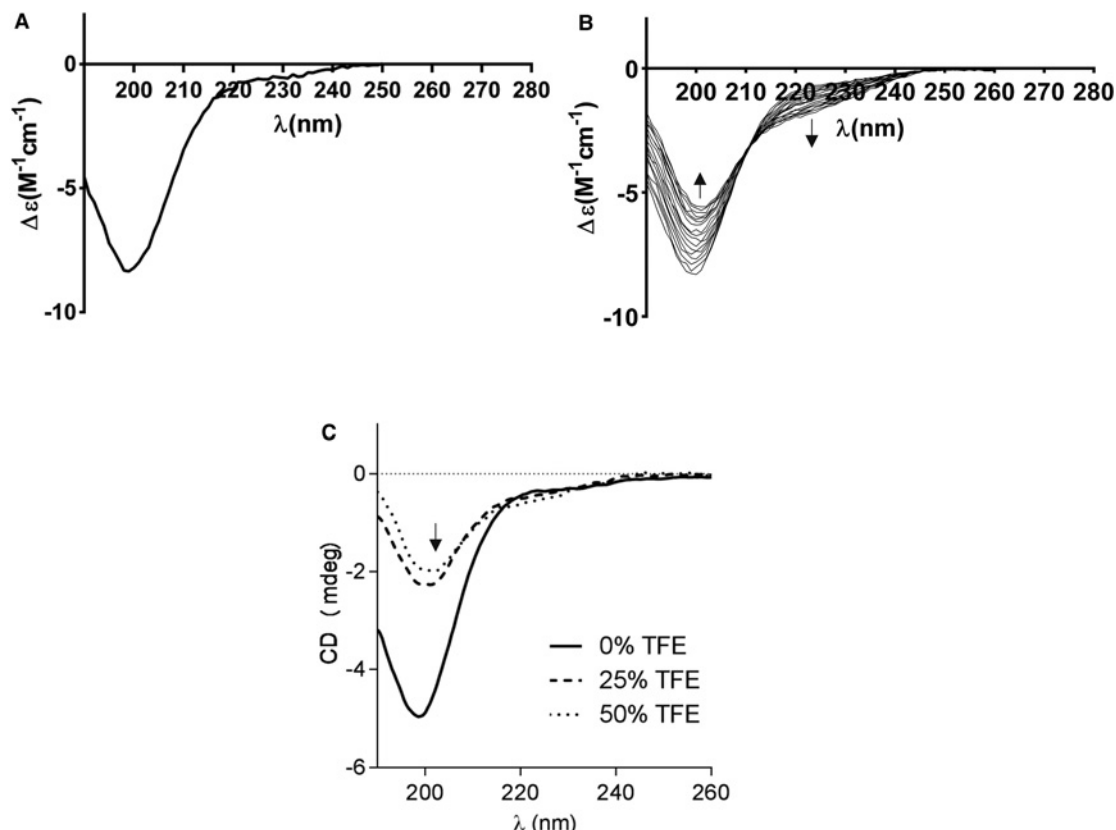 A
0
200 210 220 230 240 250 260 270 280
λ(nm)
-5
-10
Δε(M⁻¹cm⁻¹)
B
0
200 210 220 230 240 250 260 270 280
λ(nm)
-5
-10
Δε(M⁻¹cm⁻¹)
C
0
-2
-4
-6
CD ( mdeg)
0% TFE
25% TFE
50% TFE
200 220 240 260
λ (nm)